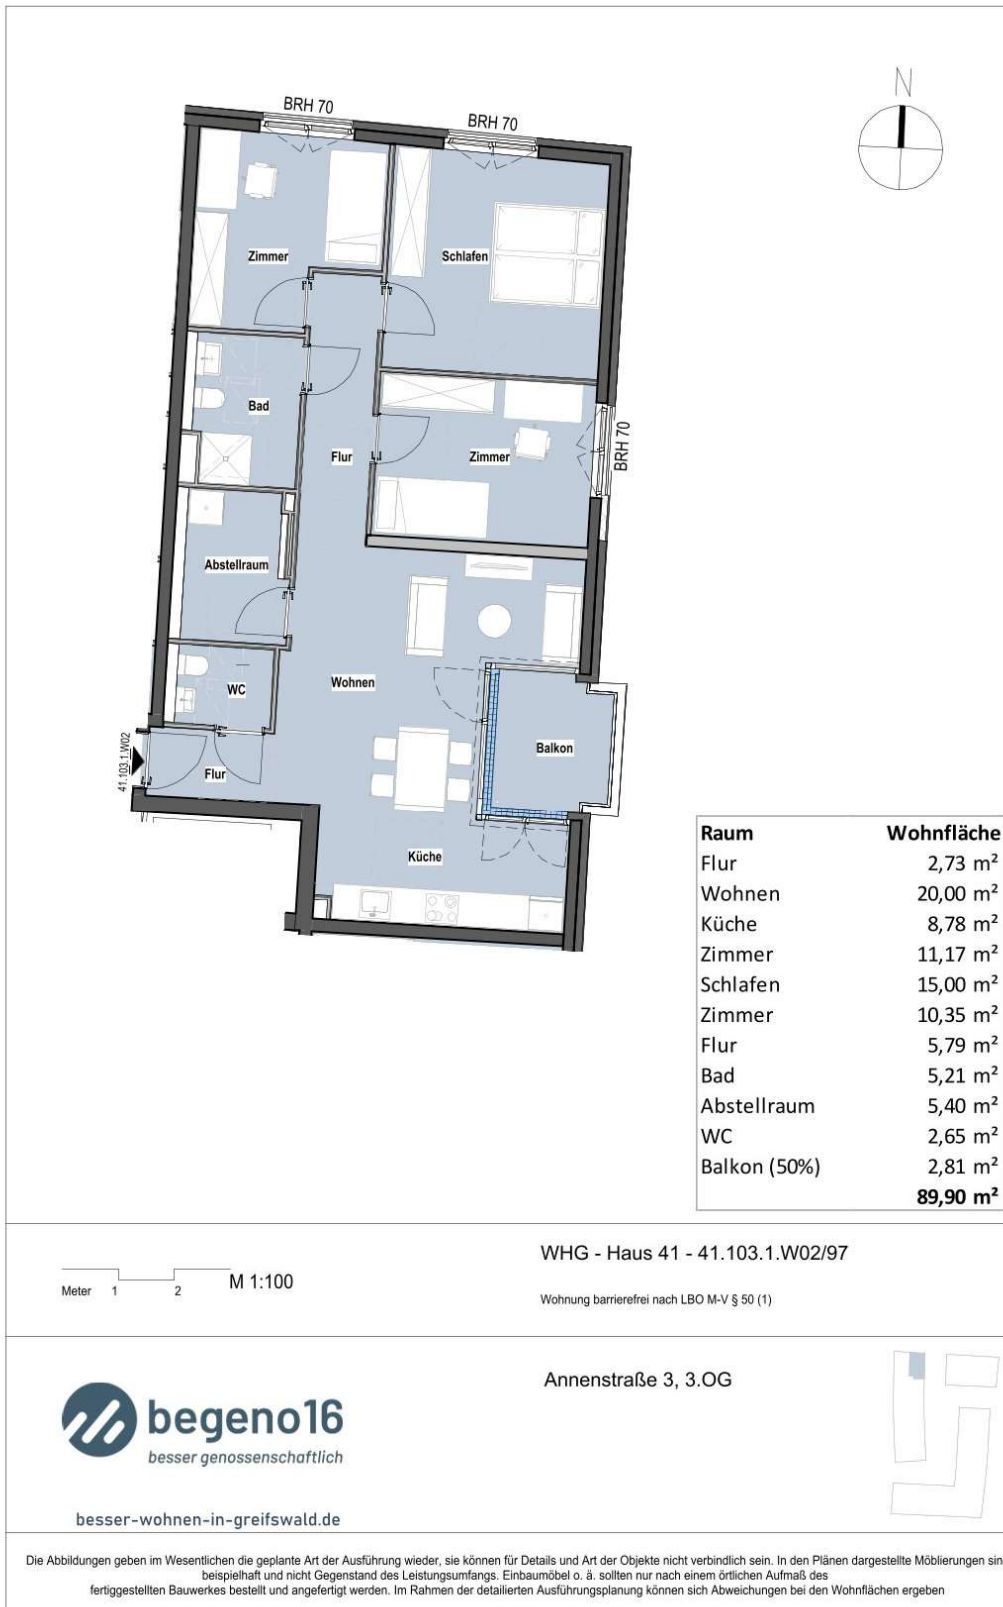 N
BRH 70
BRH 70
Zimmer
Schlafen
Bad
Flur
Zimmer
BRH 70
Abstellraum
Wohnen
WC
Balkon
41.103.1.W02
Flur
Küche
Raum Wohnfläche
Flur 2,73 m²
Wohnen 20,00 m²
Küche 8,78 m²
Zimmer 11,17 m²
Schlafen 15,00 m²
Zimmer 10,35 m²
Flur 5,79 m²
Bad 5,21 m²
Abstellraum 5,40 m²
WC 2,65 m²
Balkon (50%) 2,81 m²
89,90 m²
Meter 1 2 M 1:100
WHG - Haus 41 - 41.103.1.W02/97
Wohnung barrierefrei nach LBO M-V § 50 (1)
Annenstraße 3, 3.OG
begeno16
besser genossenschaftlich
besser-wohnen-in-greifswald.de
Die Abbildungen geben im Wesentlichen die geplante Art der Ausführung wieder, sie können für Details und Art der Objekte nicht verbindlich sein. In den Plänen dargestellte Möblierungen sin
beispielhaft und nicht Gegenstand des Leistungsumfangs. Einbaumöbel o. ä. sollten nur nach einem örtlichen Aufmaß des
fertiggestellten Bauwerkes bestellt und angefertigt werden. Im Rahmen der detailierten Ausführungsplanung können sich Abweichungen bei den Wohnflächen ergeben